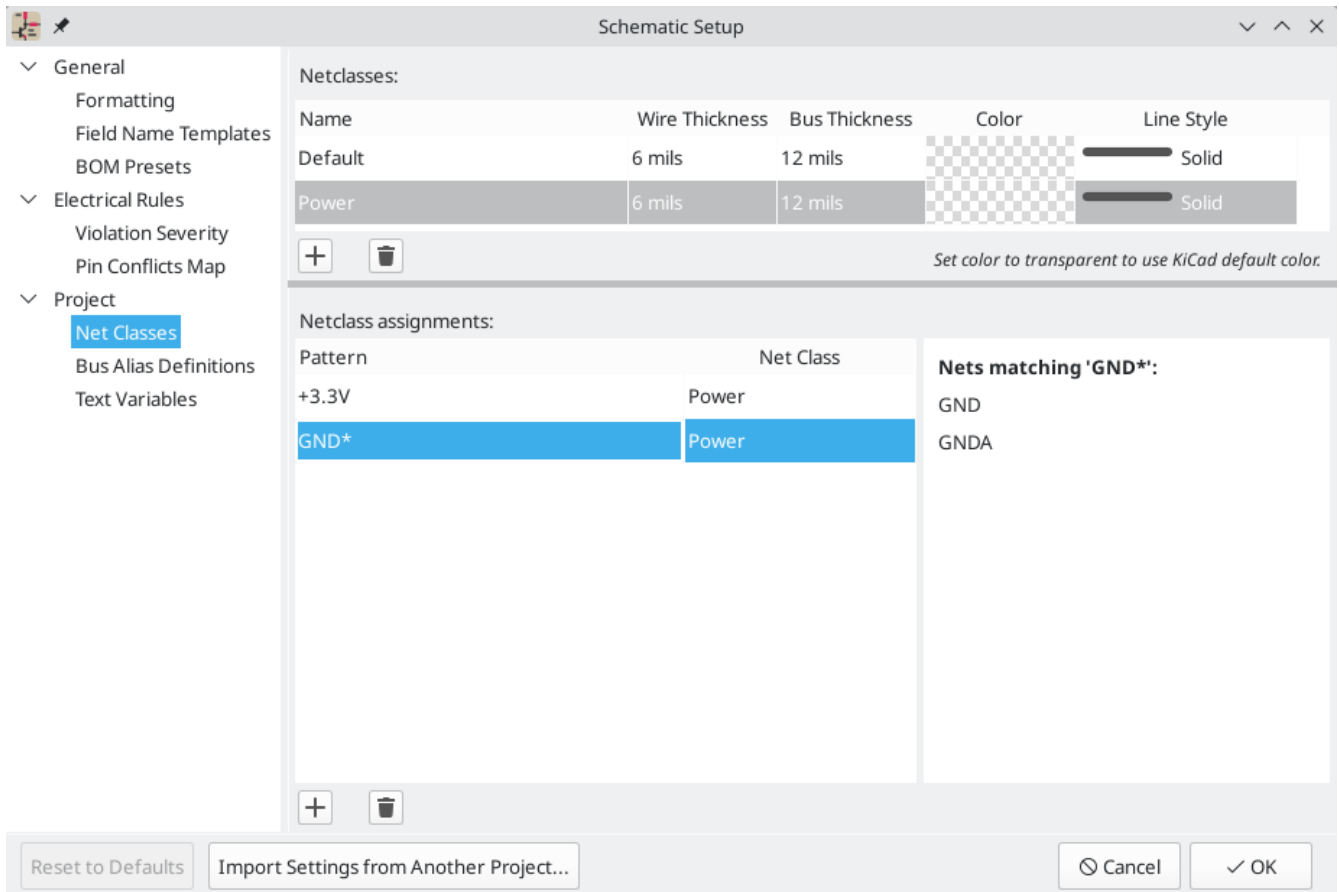 Schematic Setup
General
Formatting
Field Name Templates
BOM Presets
Electrical Rules
Violation Severity
Pin Conflicts Map
Project
Net Classes
Bus Alias Definitions
Text Variables
Netclasses:
Name Wire Thickness Bus Thickness Color Line Style
Default 6 mils 12 mils Solid
Power 6 mils 12 mils Solid
Set color to transparent to use KiCad default color.
Netclass assignments:
Pattern Net Class
+3.3V Power
GND* Power
Nets matching 'GND*':
GND
GNDA
Reset to Defaults Import Settings from Another Project... Cancel OK